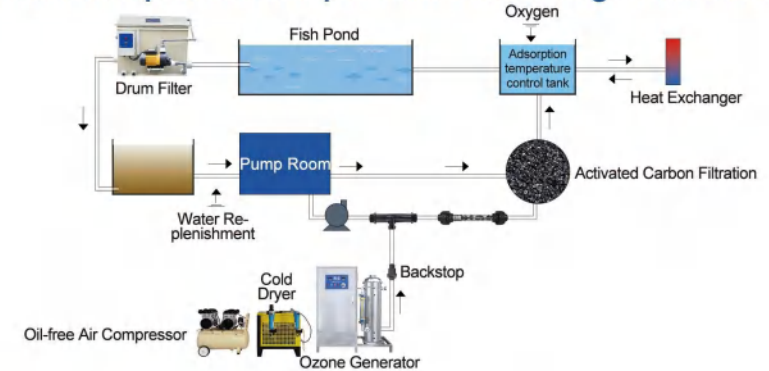 Oxygen
Fish Pond
Adsorption
temperature
control tank
Drum Filter
Heat Exchanger
Pump Room
Activated Carbon Filtration
Water Re-
plenishment
Backstop
Cold
Dryer
Oil-free Air Compressor
Ozone Generator